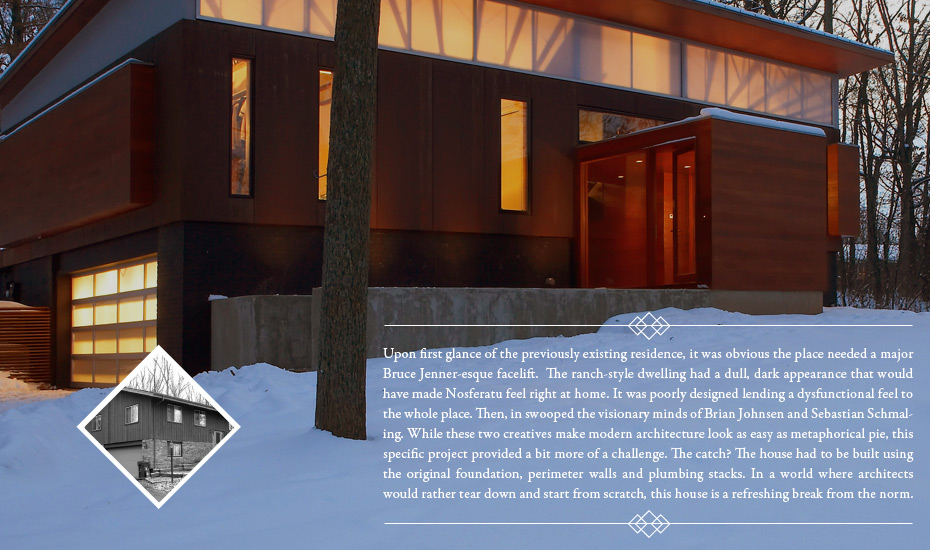 Upon first glance of the previously existing residence, it was obvious the place needed a major
Bruce Jenner-esque facelift. The ranch-style dwelling had a dull, dark appearance that would
have made Nosferatu feel right at home. It was poorly designed lending a dysfunctional feel to
the whole place. Then, in swooped the visionary minds of Brian Johnsen and Sebastian Schmal-
ing. While these two creatives make modern architecture look as easy as metaphorical pie, this
specific project provided a bit more of a challenge. The catch? The house had to be built using
the original foundation, perimeter walls and plumbing stacks. In a world where architects
would rather tear down and start from scratch, this house is a refreshing break from the norm.